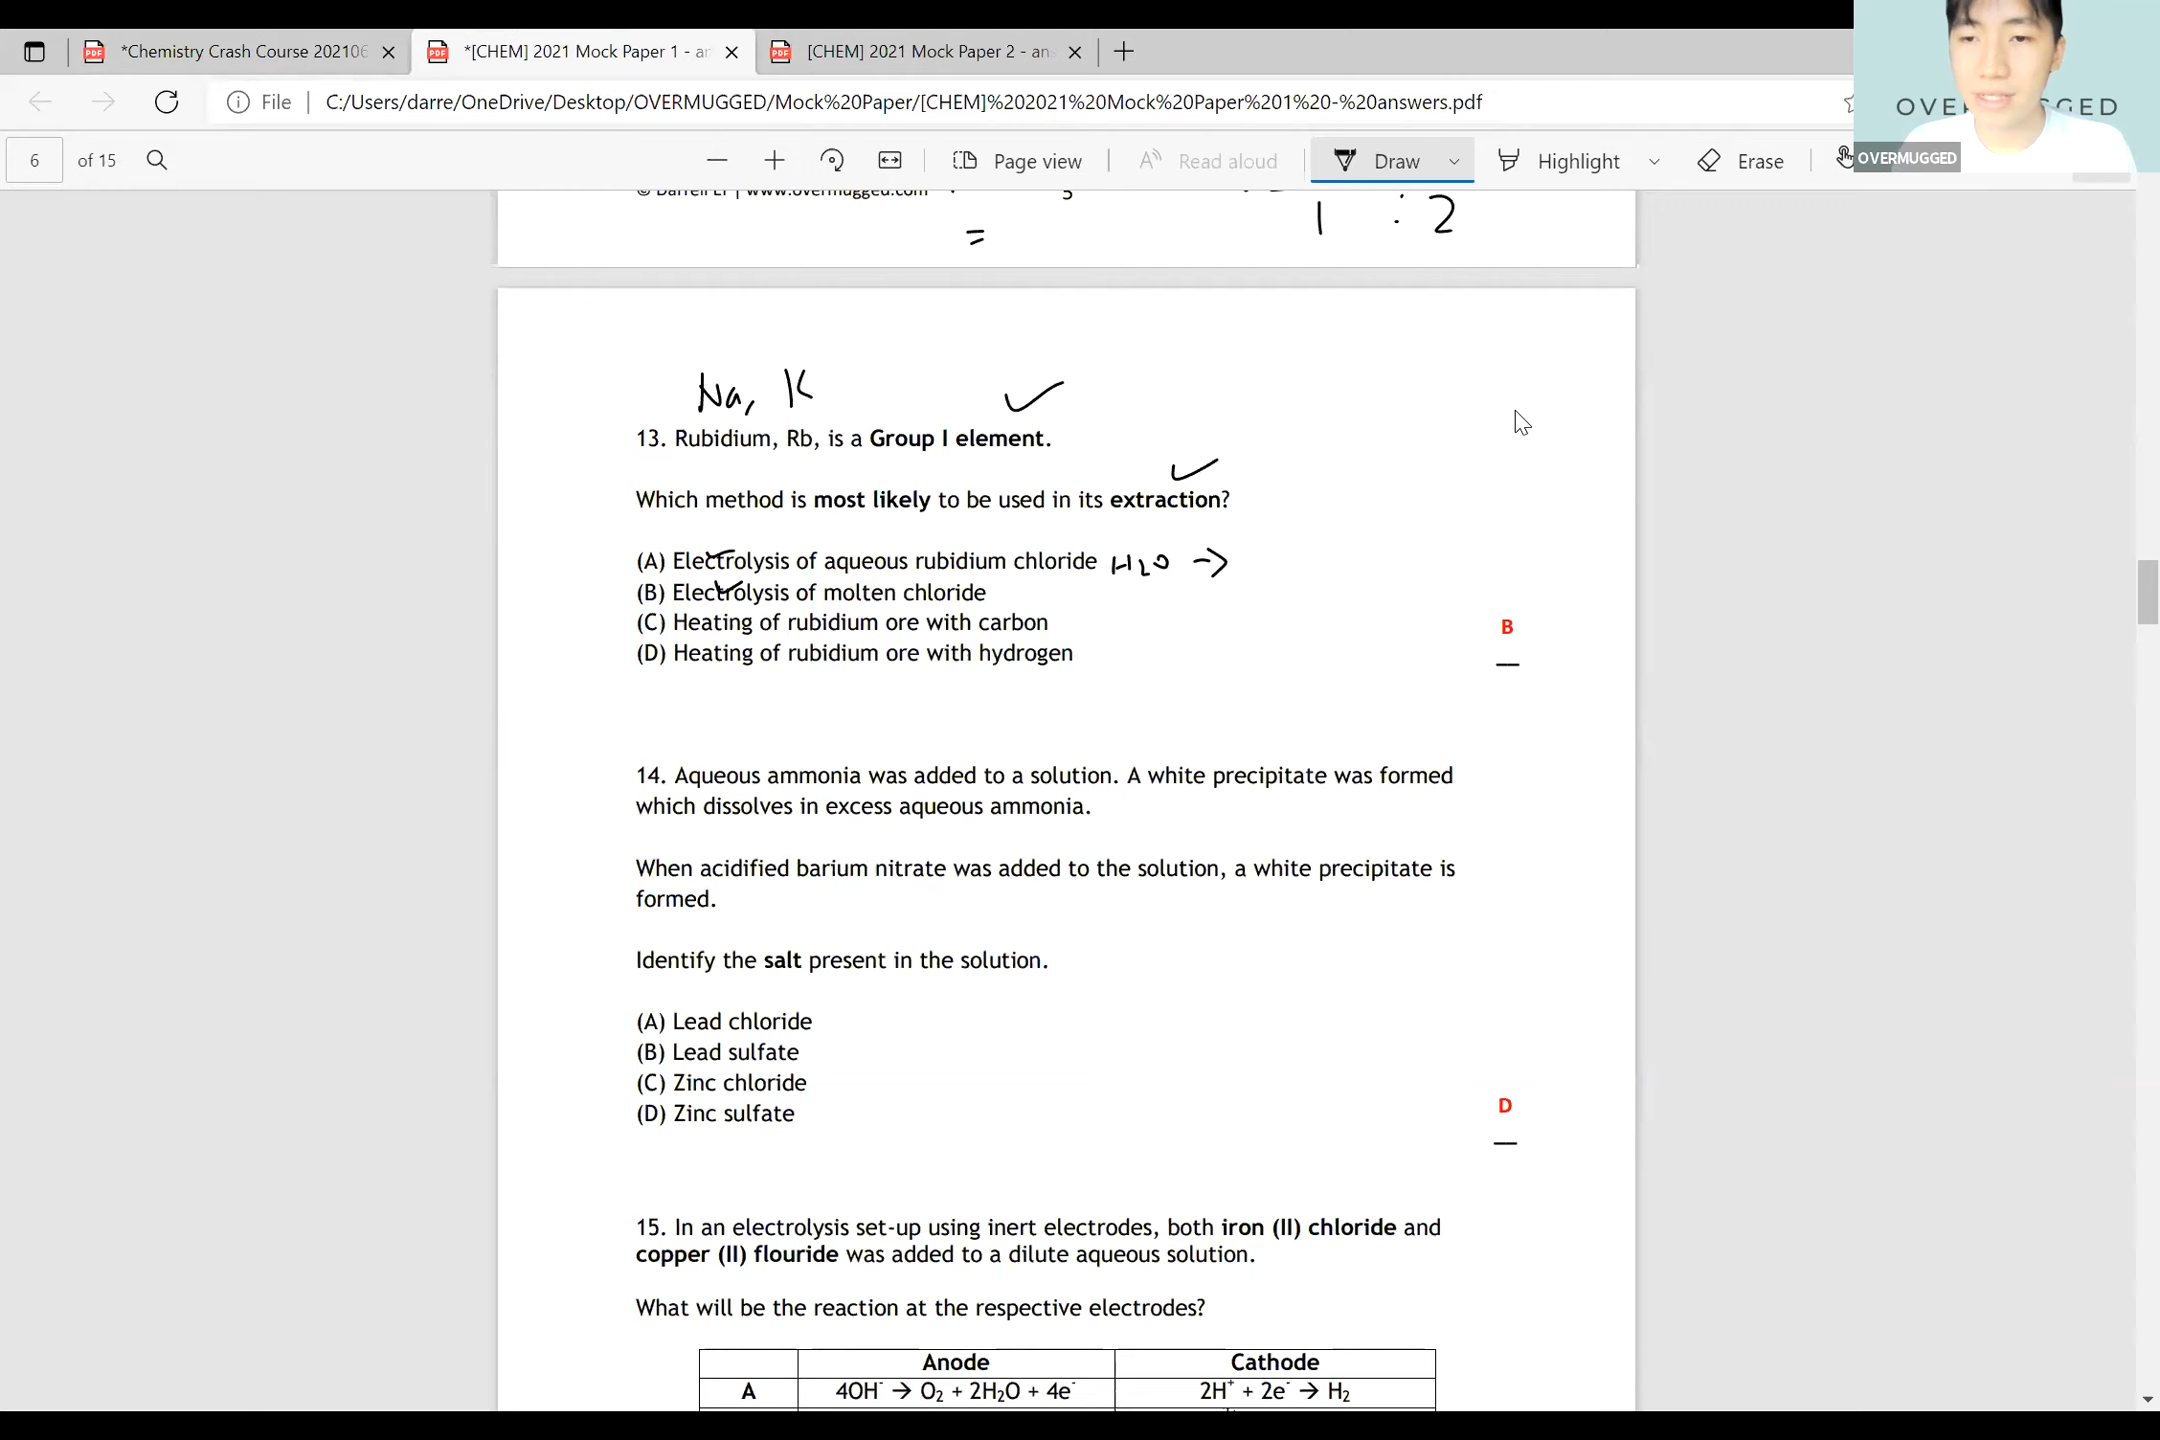 *Chemistry Crash Course 202106
*[CHEM] 2021 Mock Paper 1 - an
[CHEM] 2021 Mock Paper 2 - an
File
C:/Users/darre/OneDrive/Desktop/OVERMUGGED/Mock%20Paper/[CHEM]%202021%20Mock%20Paper%201%20-%20answers.pdf
OVERMUGGED
6 of 15
Page view
Read aloud
Draw
Highlight
Erase
OVERMUGGED
www.overmugged.com
1 : 2
=
Na, K
13. Rubidium, Rb, is a Group I element.
Which method is most likely to be used in its extraction?
(A) Electrolysis of aqueous rubidium chloride H2O →
(B) Electrolysis of molten chloride
(C) Heating of rubidium ore with carbon
(D) Heating of rubidium ore with hydrogen
B
14. Aqueous ammonia was added to a solution. A white precipitate was formed
which dissolves in excess aqueous ammonia.
When acidified barium nitrate was added to the solution, a white precipitate is
formed.
Identify the salt present in the solution.
(A) Lead chloride
(B) Lead sulfate
(C) Zinc chloride
(D) Zinc sulfate
D
15. In an electrolysis set-up using inert electrodes, both iron (II) chloride and
copper (II) flouride was added to a dilute aqueous solution.
What will be the reaction at the respective electrodes?
Anode Cathode
A 4OH⁻ → O₂ + 2H₂O + 4e⁻ 2H⁺ + 2e⁻ → H₂